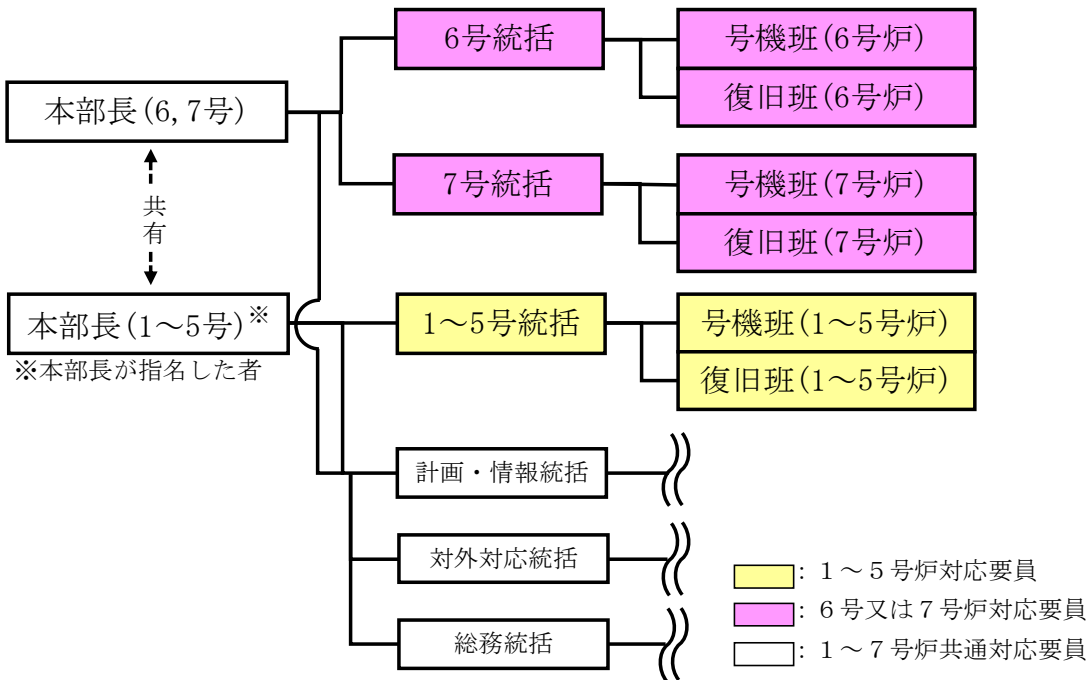 6号統括
号機班(6号炉)
復旧班(6号炉)
本部長(6,7号)
7号統括
号機班(7号炉)
復旧班(7号炉)
共有
本部長(1～5号)※
※本部長が指名した者
1～5号統括
号機班(1～5号炉)
復旧班(1～5号炉)
計画・情報統括
対外対応統括
総務統括
：１～５号炉対応要員
：６号又は７号炉対応要員
：１～７号炉共通対応要員